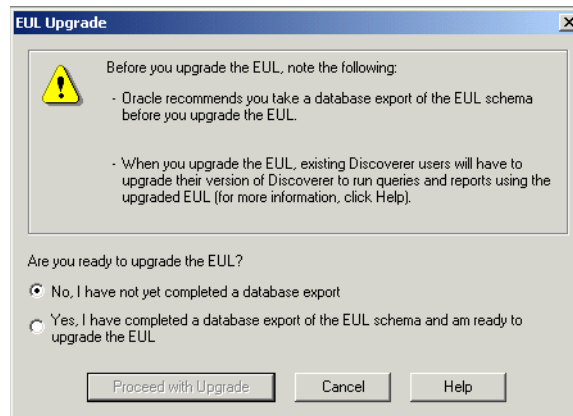 EUL Upgrade
Before you upgrade the EUL, note the following:
- Oracle recommends you take a database export of the EUL schema
before you upgrade the EUL.
- When you upgrade the EUL, existing Discoverer users will have to
upgrade their version of Discoverer to run queries and reports using the
upgraded EUL (for more information, click Help).
Are you ready to upgrade the EUL?
No, I have not yet completed a database export
Yes, I have completed a database export of the EUL schema and am ready to
upgrade the EUL
Proceed with Upgrade Cancel Help